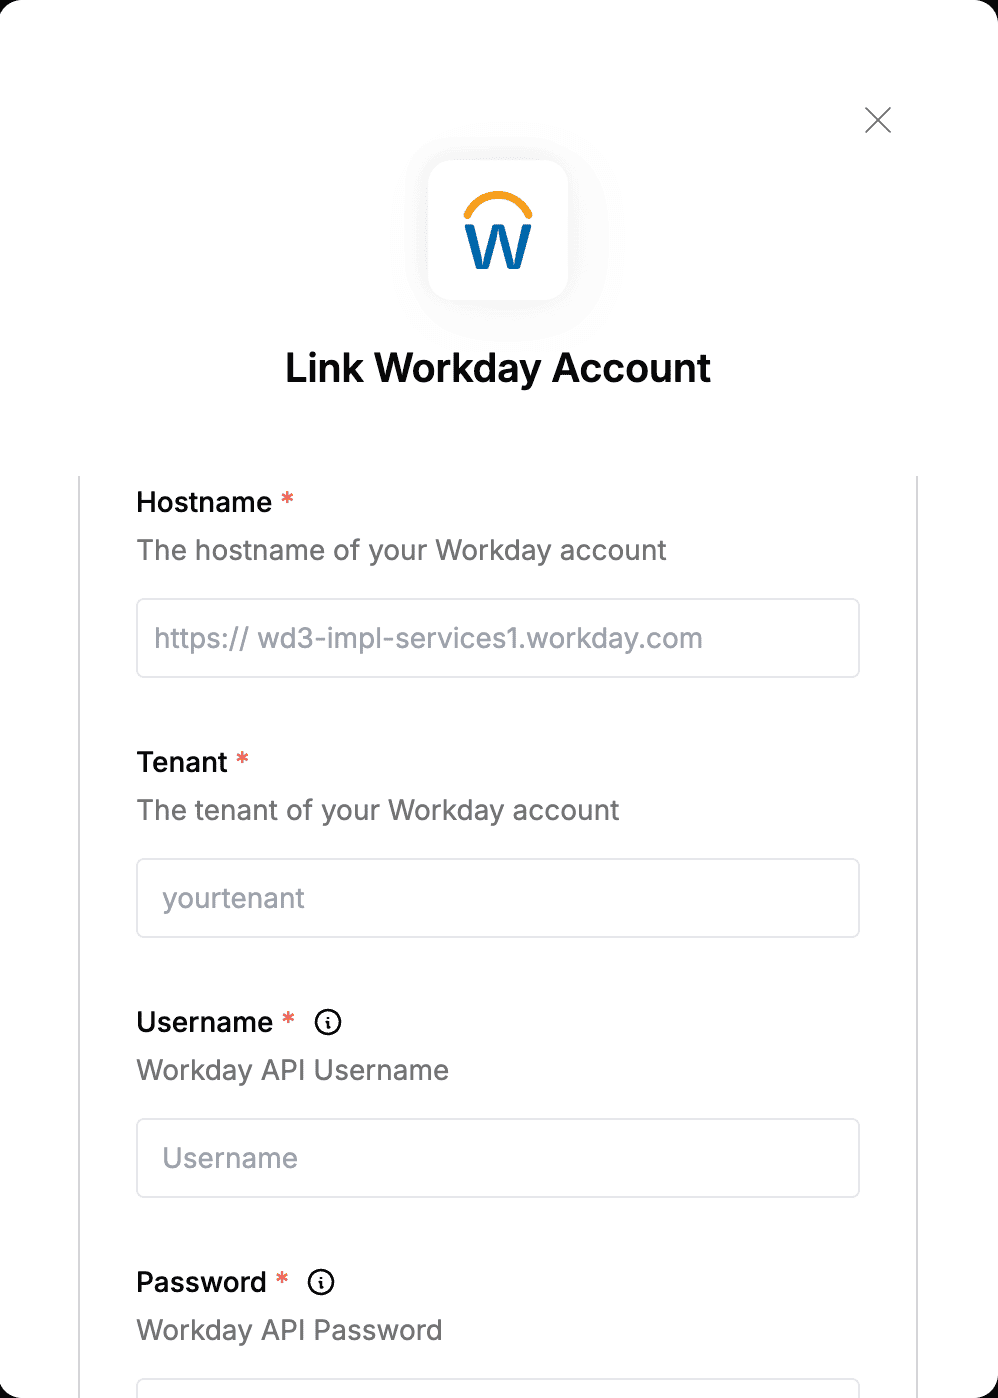 W
Link Workday Account
Hostname *
The hostname of your Workday account
https:// wd3-impl-services1.workday.com
Tenant *
The tenant of your Workday account
yourtenant
Username *
Workday API Username
Username
Password *
Workday API Password